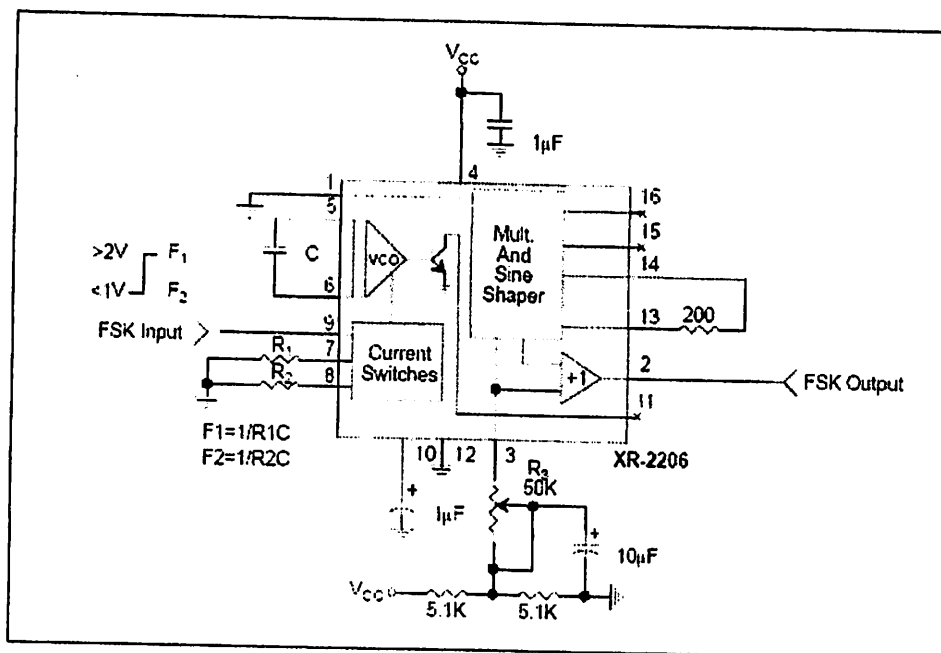 VCC
1µF
4
1
5
16
15
14
>2V F1
<1V F2
C
VCO
Mult.
And
Sine
Shaper
6
9
13
200
FSK Input
R1
7
Current
Switches
R2
8
+1
2
FSK Output
11
F1=1/R1C
F2=1/R2C
10
12
3
XR-2206
R3
50K
+
1µF
+
10µF
VCC
5.1K
5.1K